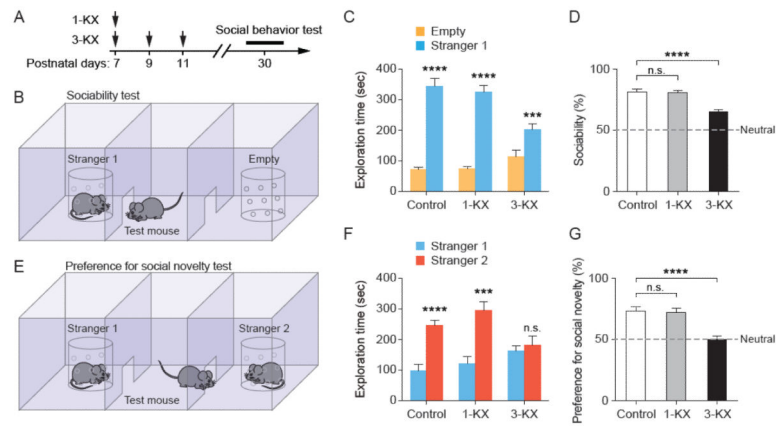 A
1-KX
3-KX
Social behavior test
Postnatal days: 7 9 11 30
B
Sociability test
Stranger 1
Empty
Test mouse
C
Empty
Stranger 1
Exploration time (sec)
400
300
200
100
0
****
****
***
Control 1-KX 3-KX
D
Sociability (%)
100
50
0
****
n.s.
Neutral
Control 1-KX 3-KX
E
Preference for social novelty test
Stranger 1
Stranger 2
Test mouse
F
Stranger 1
Stranger 2
Exploration time (sec)
400
300
200
100
0
****
***
n.s.
Control 1-KX 3-KX
G
Preference for social novelty (%)
100
50
0
****
n.s.
Neutral
Control 1-KX 3-KX